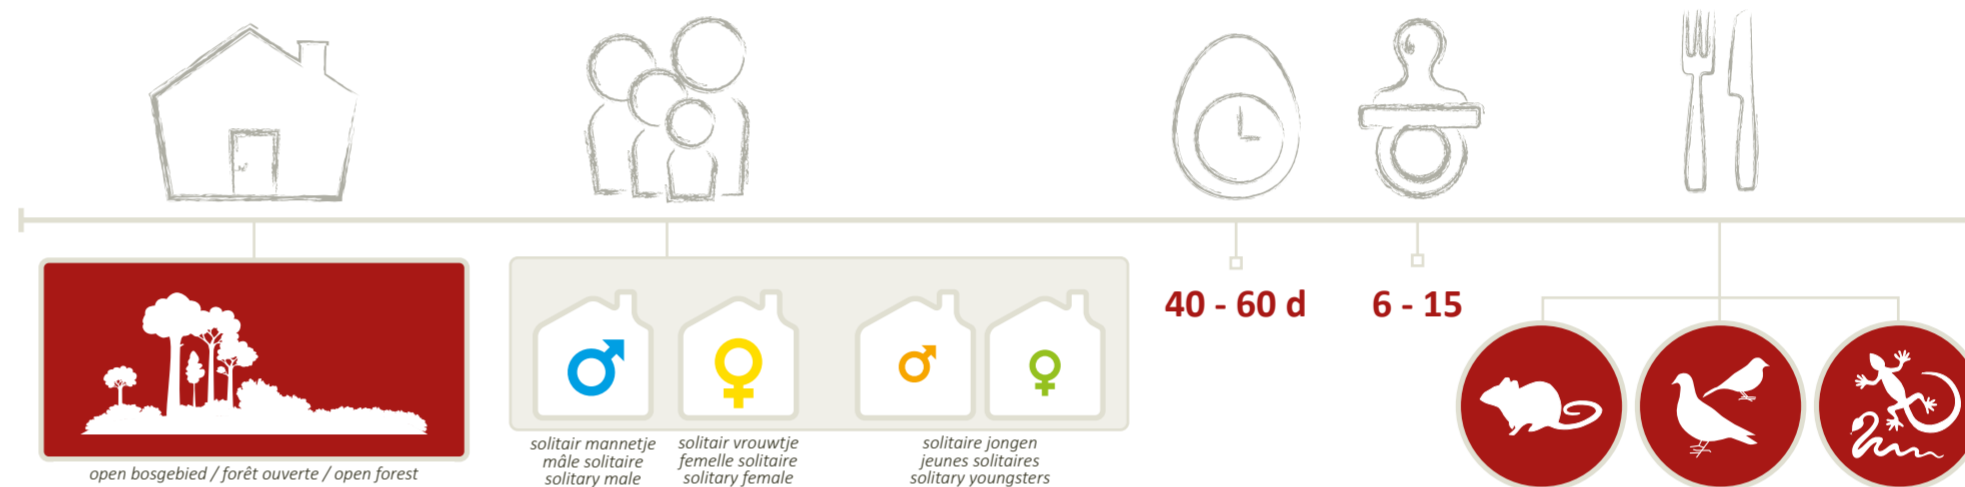 open bosgebied / forêt ouverte / open forest
solitair mannetje
mâle solitaire
solitary male
solitair vrouwtje
femelle solitaire
solitary female
solitaire jongen
jeunes solitaires
solitary youngsters
40 - 60 d
6 - 15